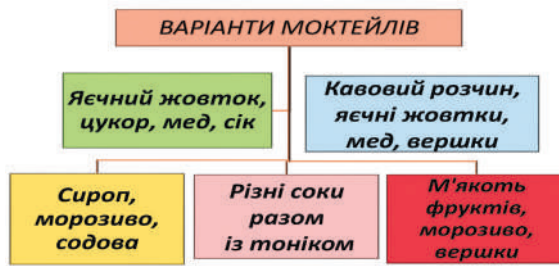 ВАРІАНТИ МОКТЕЙЛІВ
Яєчний жовток,
цукор, мед, сік
Кавовий розчин,
яєчні жовтки,
мед, вершки
Сироп,
морозиво,
содова
Різні соки
разом
із тоніком
М'якоть
фруктів,
морозиво,
вершки